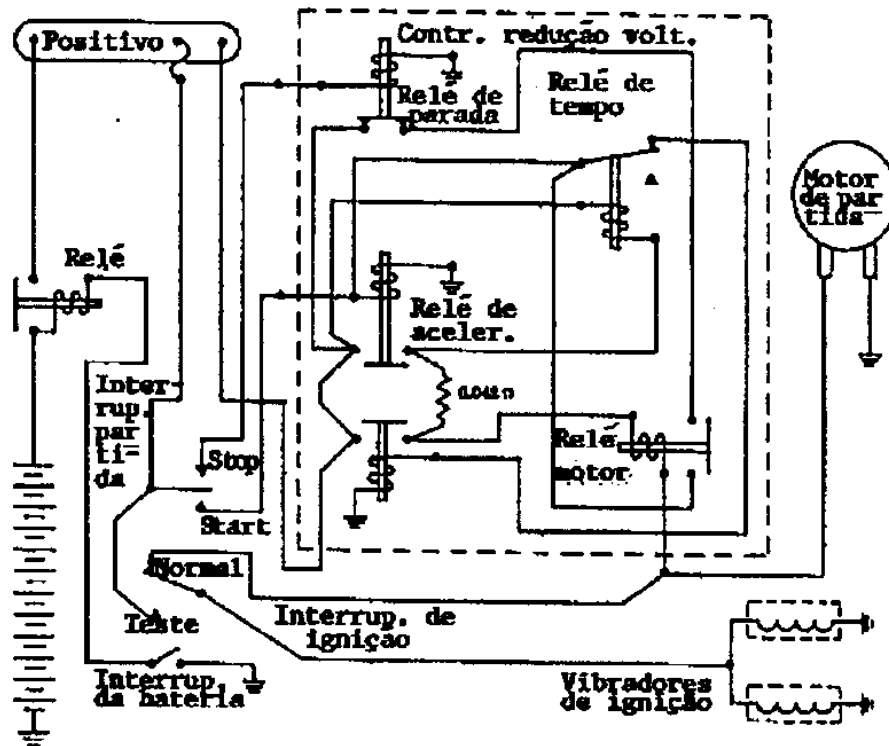 Positivo
Contr. redução volt.
Relé de
parada
Relé de
tempo
Motor
de par
tida
Relé
Relé de
aceler.
Inter-
rup.
par
ti-
da
Stop
Start
Relé
motor
Normal
Teste
Interrup. de
ignição
Interrup.
da bateria
Vibradores
de ignição